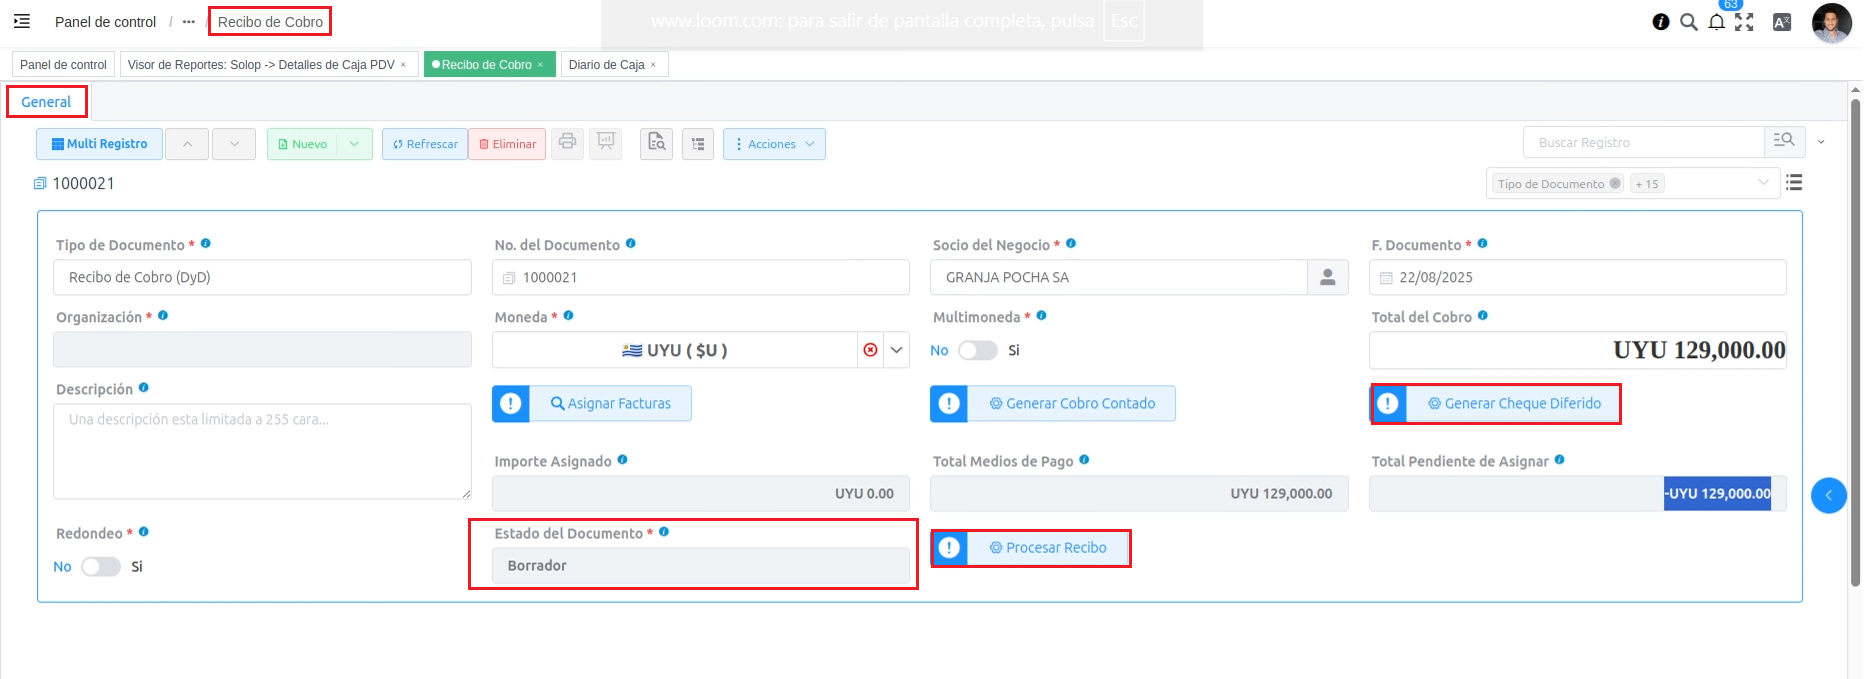 Panel de control / ••• / Recibo de Cobro
www.loom.com: para salir de pantalla completa, pulsa Esc
63
Panel de control
Visor de Reportes: Solop -> Detalles de Caja PDV ×
Recibo de Cobro ×
Diario de Caja ×
General
Multi Registro
Nuevo
Refrescar
Eliminar
Acciones
Buscar Registro
1000021
Tipo de Documento
+ 15
Tipo de Documento *
No. del Documento
Socio del Negocio *
F. Documento *
Recibo de Cobro (DyD)
1000021
GRANJA POCHA SA
22/08/2025
Organización *
Moneda *
Multimoneda *
Total del Cobro
UYU ( $U )
No
Si
UYU 129,000.00
Descripción
Una descripción esta limitada a 255 cara...
Asignar Facturas
Generar Cobro Contado
Generar Cheque Diferido
Importe Asignado
Total Medios de Pago
Total Pendiente de Asignar
UYU 0.00
UYU 129,000.00
-UYU 129,000.00
Redondeo *
Estado del Documento *
Procesar Recibo
No
Si
Borrador